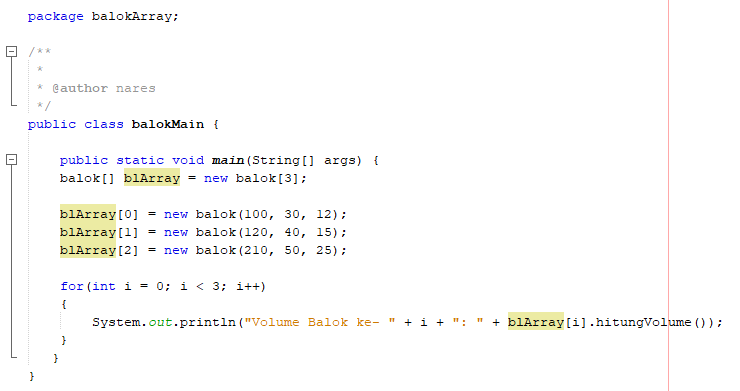 package balokArray;
/**
 *
 * @author nares
 */
public class balokMain {
    public static void main(String[] args) {
    balok[] blArray = new balok[3];
    blArray[0] = new balok(100, 30, 12);
    blArray[1] = new balok(120, 40, 15);
    blArray[2] = new balok(210, 50, 25);
    for(int i = 0; i < 3; i++)
    {
        System.out.println("Volume Balok ke- " + i + ": " + blArray[i].hitungVolume());
    }
   }
}